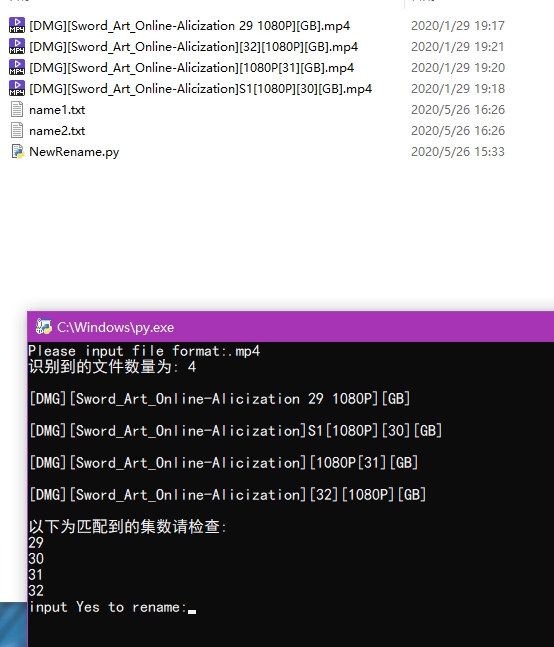 [DMG][Sword_Art_Online-Alicization 29 1080P][GB].mp4 2020/1/29 19:17
[DMG][Sword_Art_Online-Alicization][32][1080P][GB].mp4 2020/1/29 19:21
[DMG][Sword_Art_Online-Alicization][1080P[31][GB].mp4 2020/1/29 19:20
[DMG][Sword_Art_Online-Alicization]S1[1080P][30][GB].mp4 2020/1/29 19:18
name1.txt 2020/5/26 16:26
name2.txt 2020/5/26 16:26
NewRename.py 2020/5/26 15:33
C:\Windows\py.exe
Please input file format:.mp4
识别到的文件数量为: 4
[DMG][Sword_Art_Online-Alicization 29 1080P][GB]
[DMG][Sword_Art_Online-Alicization]S1[1080P][30][GB]
[DMG][Sword_Art_Online-Alicization][1080P[31][GB]
[DMG][Sword_Art_Online-Alicization][32][1080P][GB]
以下为匹配到的集数请检查:
29
30
31
32
input Yes to rename: